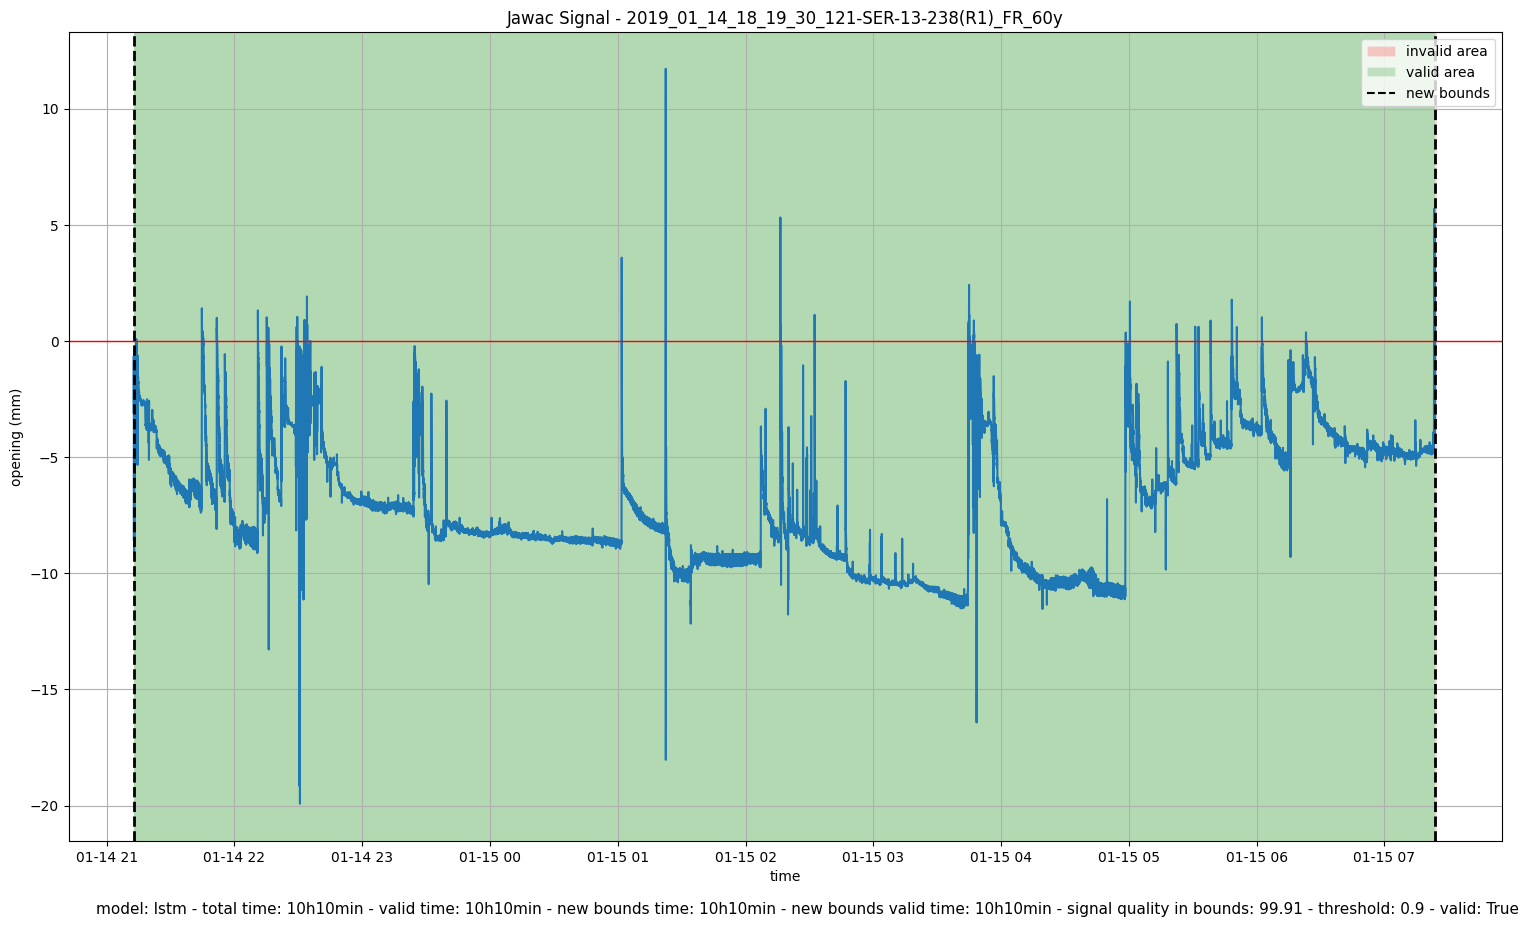 Jawac Signal - 2019_01_14_18_19_30_121-SER-13-238(R1)_FR_60y
invalid area
valid area
new bounds
opening (mm)
10
5
0
−5
−10
−15
−20
01-14 21 01-14 22 01-14 23 01-15 00 01-15 01 01-15 02 01-15 03 01-15 04 01-15 05 01-15 06 01-15 07
time
model: lstm - total time: 10h10min - valid time: 10h10min - new bounds time: 10h10min - new bounds valid time: 10h10min - signal quality in bounds: 99.91 - threshold: 0.9 - valid: True